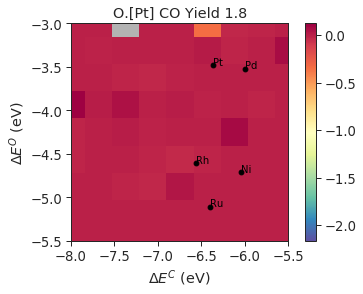 O.[Pt] CO Yield 1.8
−3.0
−3.5
−4.0
−4.5
−5.0
−5.5
ΔE^O (eV)
Pt
Pd
Rh
Ni
Ru
−8.0 −7.5 −7.0 −6.5 −6.0 −5.5
ΔE^C (eV)
0.0
−0.5
−1.0
−1.5
−2.0